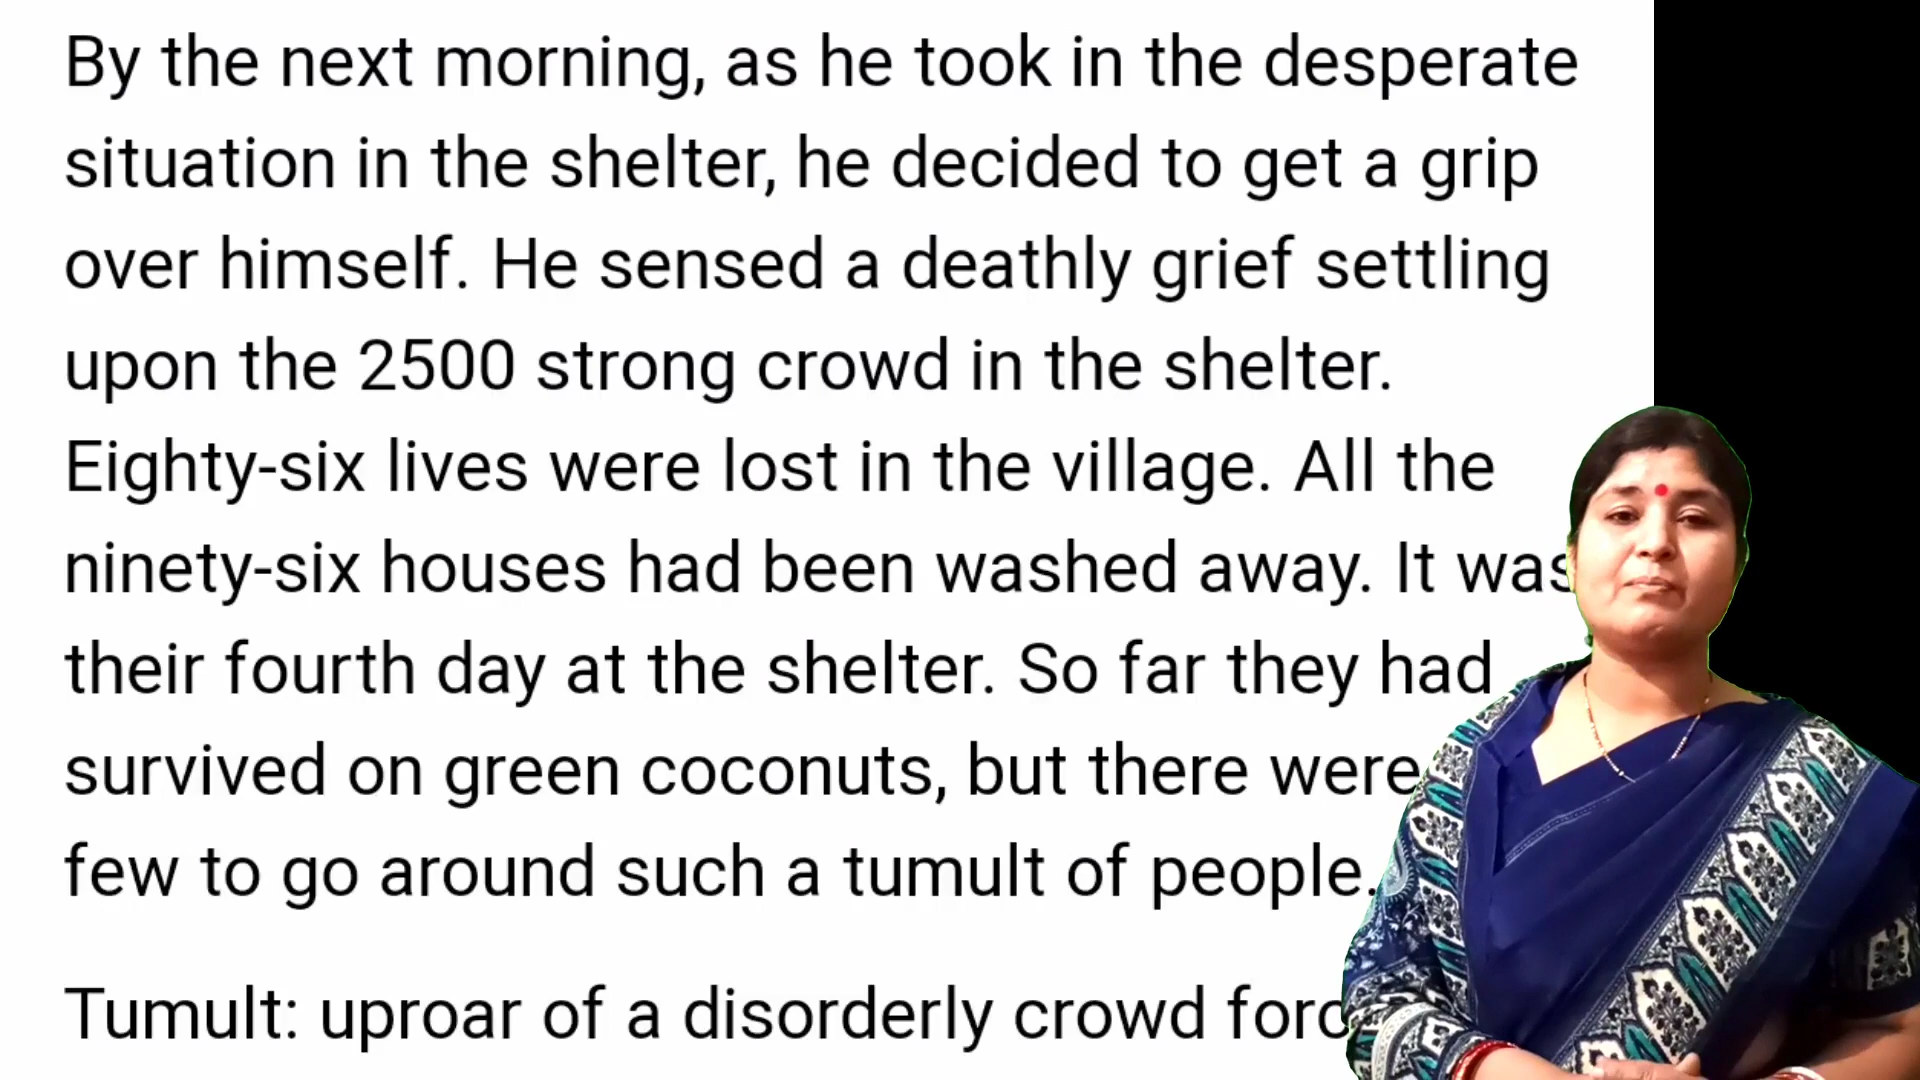 By the next morning, as he took in the desperate
situation in the shelter, he decided to get a grip
over himself. He sensed a deathly grief settling
upon the 2500 strong crowd in the shelter.
Eighty-six lives were lost in the village. All the
ninety-six houses had been washed away. It was
their fourth day at the shelter. So far they had
survived on green coconuts, but there were
few to go around such a tumult of people.
Tumult: uproar of a disorderly crowd